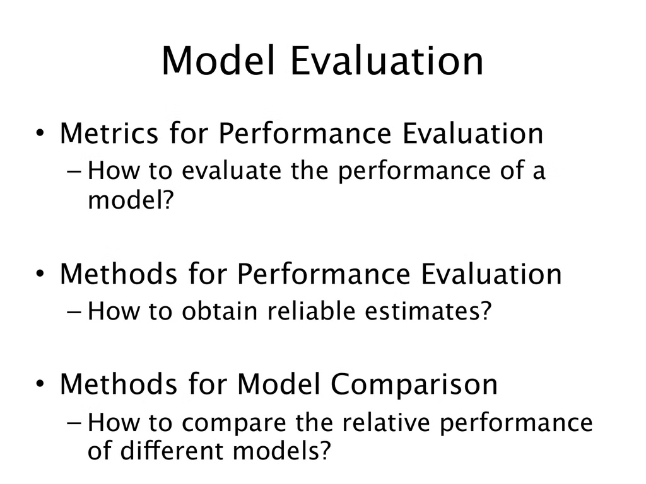 Model Evaluation
• Metrics for Performance Evaluation
– How to evaluate the performance of a
model?
• Methods for Performance Evaluation
– How to obtain reliable estimates?
• Methods for Model Comparison
– How to compare the relative performance
of different models?